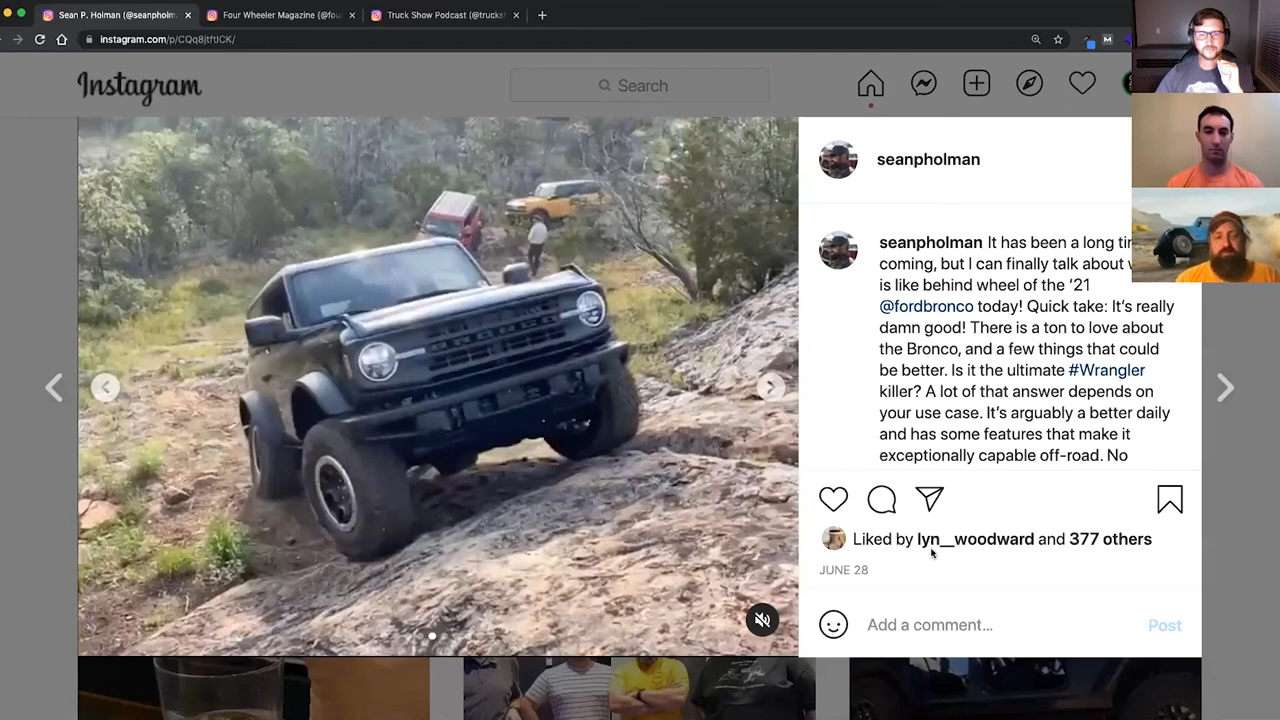 Sean P. Holman (@seanpholm
Four Wheeler Magazine (@fou
Truck Show Podcast (@trucks
instagram.com/p/CQq8jtftICK/
Instagram
Search
seanpholman
seanpholman It has been a long
coming, but I can finally talk about
is like behind wheel of the ‘21
@fordbronco today! Quick take: It’s really
damn good! There is a ton to love about
the Bronco, and a few things that could
be better. Is it the ultimate #Wrangler
killer? A lot of that answer depends on
your use case. It’s arguably a better daily
and has some features that make it
exceptionally capable off-road. No
Liked by lyn__woodward and 377 others
JUNE 28
Add a comment…
Post